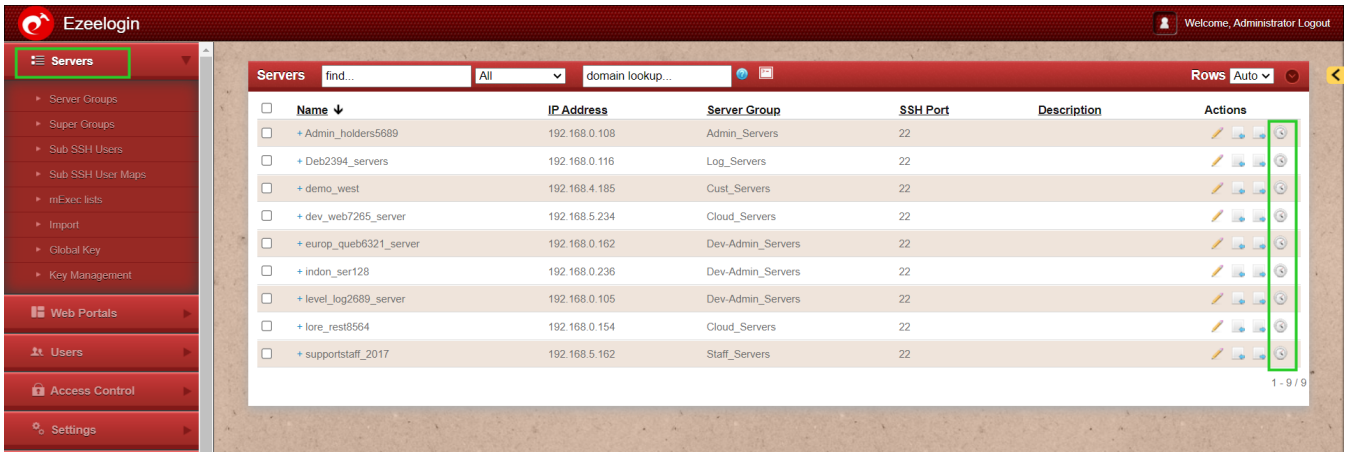 Ezeelogin
Welcome, Administrator Logout
Servers
Server Groups
Super Groups
Sub SSH Users
Sub SSH User Maps
mExec lists
Import
Global Key
Key Management
Web Portals
Users
Access Control
Settings
Servers find... All domain lookup... Rows Auto
Name IP Address Server Group SSH Port Description Actions
+ Admin_holders5689 192.168.0.108 Admin_Servers 22
+ Deb2394_servers 192.168.0.116 Log_Servers 22
+ demo_west 192.168.4.185 Cust_Servers 22
+ dev_web7265_server 192.168.5.234 Cloud_Servers 22
+ europ_queb6321_server 192.168.0.162 Dev-Admin_Servers 22
+ indon_ser128 192.168.0.236 Dev-Admin_Servers 22
+ level_log2689_server 192.168.0.105 Dev-Admin_Servers 22
+ lore_rest8564 192.168.0.154 Cloud_Servers 22
+ supportstaff_2017 192.168.5.162 Staff_Servers 22
1 - 9 / 9